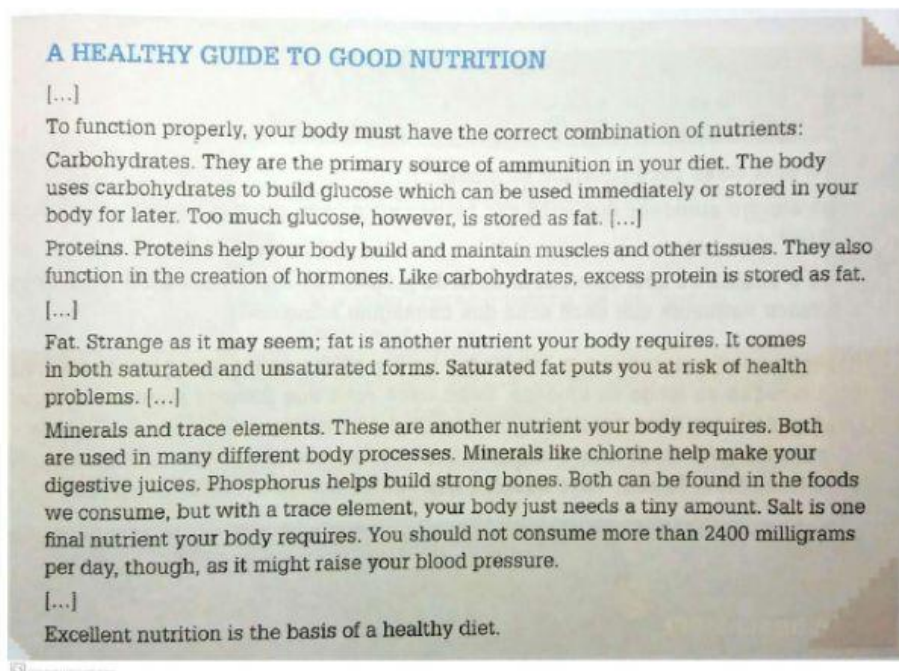 A HEALTHY GUIDE TO GOOD NUTRITION
[...]
To function properly, your body must have the correct combination of nutrients:
Carbohydrates. They are the primary source of ammunition in your diet. The body
uses carbohydrates to build glucose which can be used immediately or stored in your
body for later. Too much glucose, however, is stored as fat. [...]
Proteins. Proteins help your body build and maintain muscles and other tissues. They also
function in the creation of hormones. Like carbohydrates, excess protein is stored as fat.
[...]
Fat. Strange as it may seem; fat is another nutrient your body requires. It comes
in both saturated and unsaturated forms. Saturated fat puts you at risk of health
problems. [...]
Minerals and trace elements. These are another nutrient your body requires. Both
are used in many different body processes. Minerals like chlorine help make your
digestive juices. Phosphorus helps build strong bones. Both can be found in the foods
we consume, but with a trace element, your body just needs a tiny amount. Salt is one
final nutrient your body requires. You should not consume more than 2400 milligrams
per day, though, as it might raise your blood pressure.
[...]
Excellent nutrition is the basis of a healthy diet.